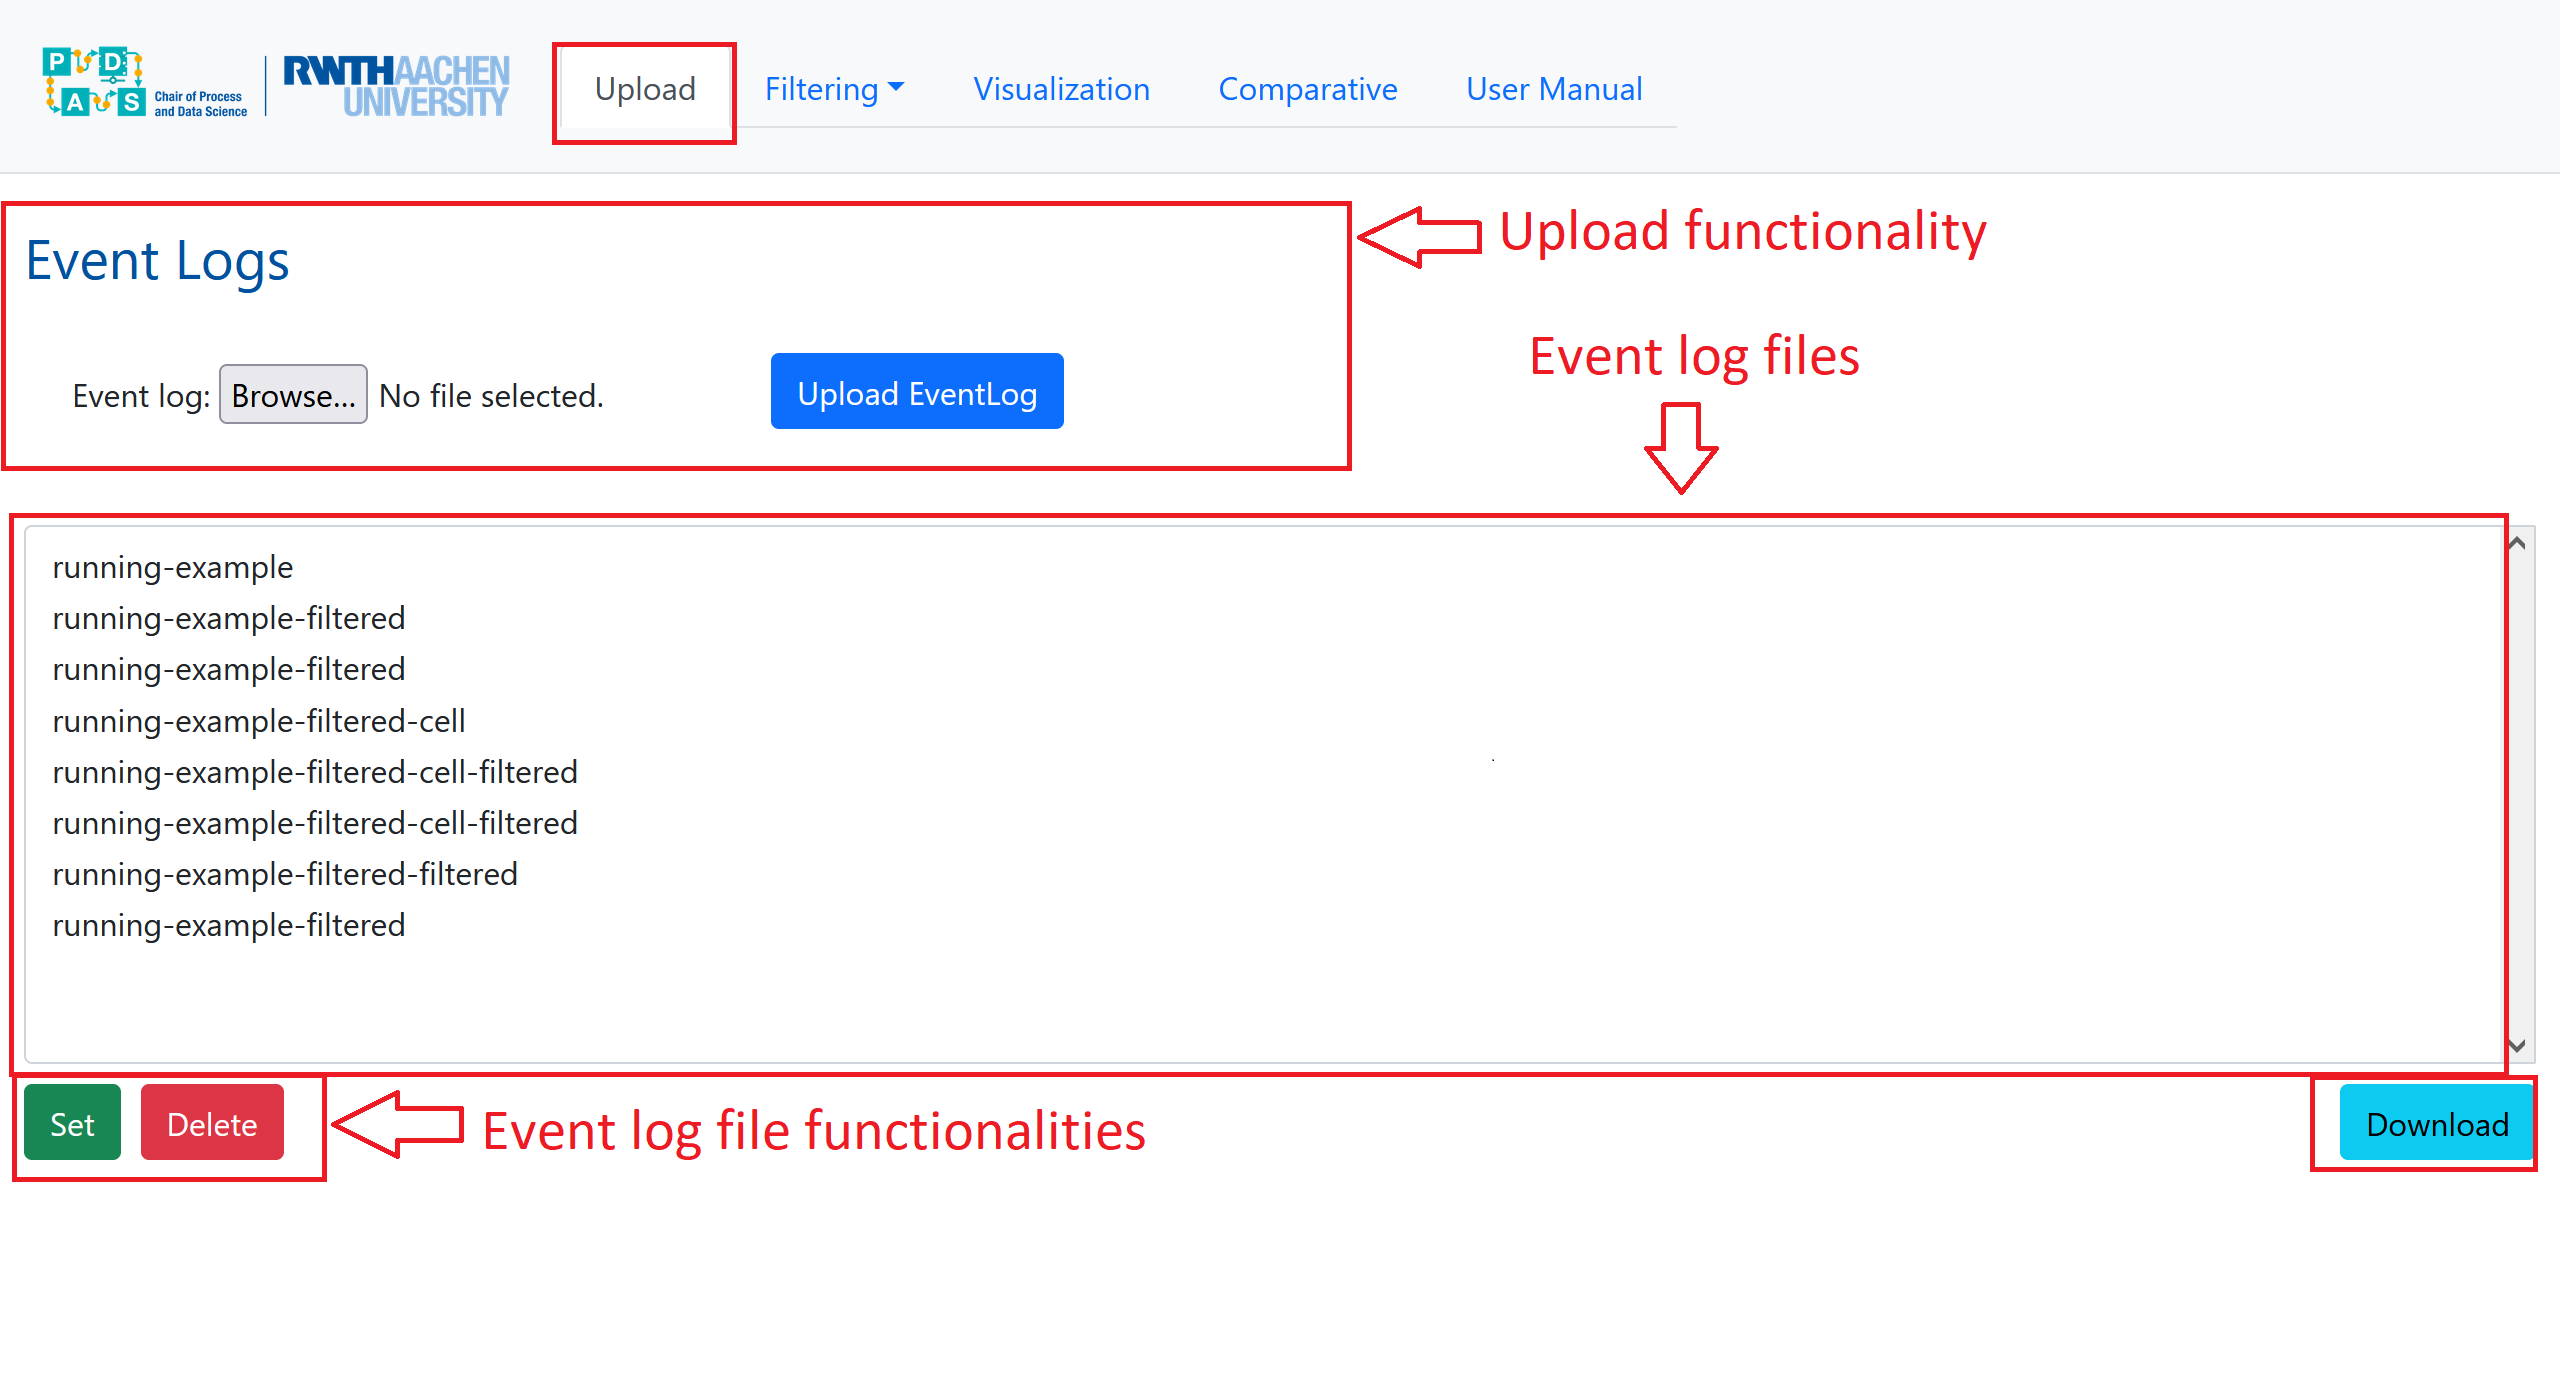 P D A S Chair of Process and Data Science
RWTH AACHEN UNIVERSITY
Upload Filtering Visualization Comparative User Manual
Upload functionality
Event Logs
Event log files
Event log: Browse... No file selected. Upload EventLog
running-example
running-example-filtered
running-example-filtered
running-example-filtered-cell
running-example-filtered-cell-filtered
running-example-filtered-cell-filtered
running-example-filtered-filtered
running-example-filtered
Set Delete Event log file functionalities Download